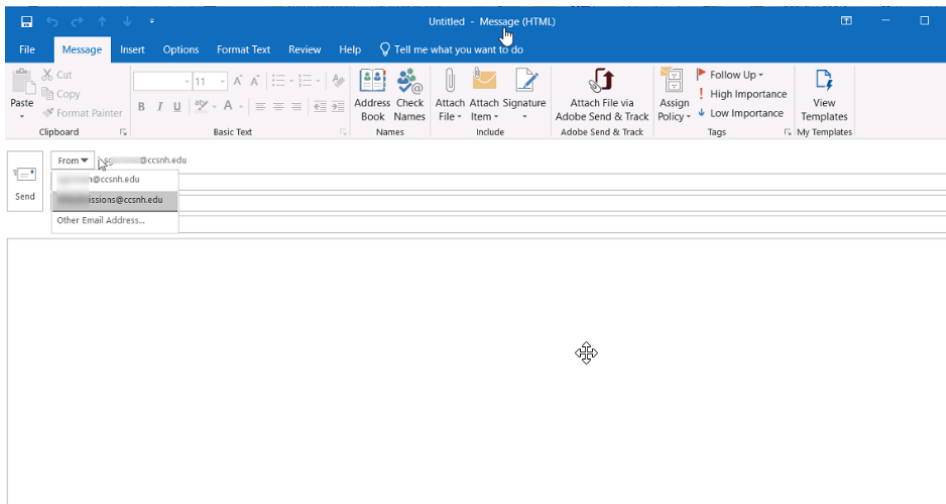 Untitled - Message (HTML)
File Message Insert Options Format Text Review Help Tell me what you want to do
Paste
Cut
Copy
Format Painter
Clipboard
11
B I U
A
Basic Text
Address Book
Check Names
Names
Attach File
Attach Item
Signature
Include
Attach File via Adobe Send & Track
Adobe Send & Track
Assign Policy
Follow Up
High Importance
Low Importance
Tags
View Templates
My Templates
Send
From
@ccsnh.edu
n@ccsnh.edu
issions@ccsnh.edu
Other Email Address...